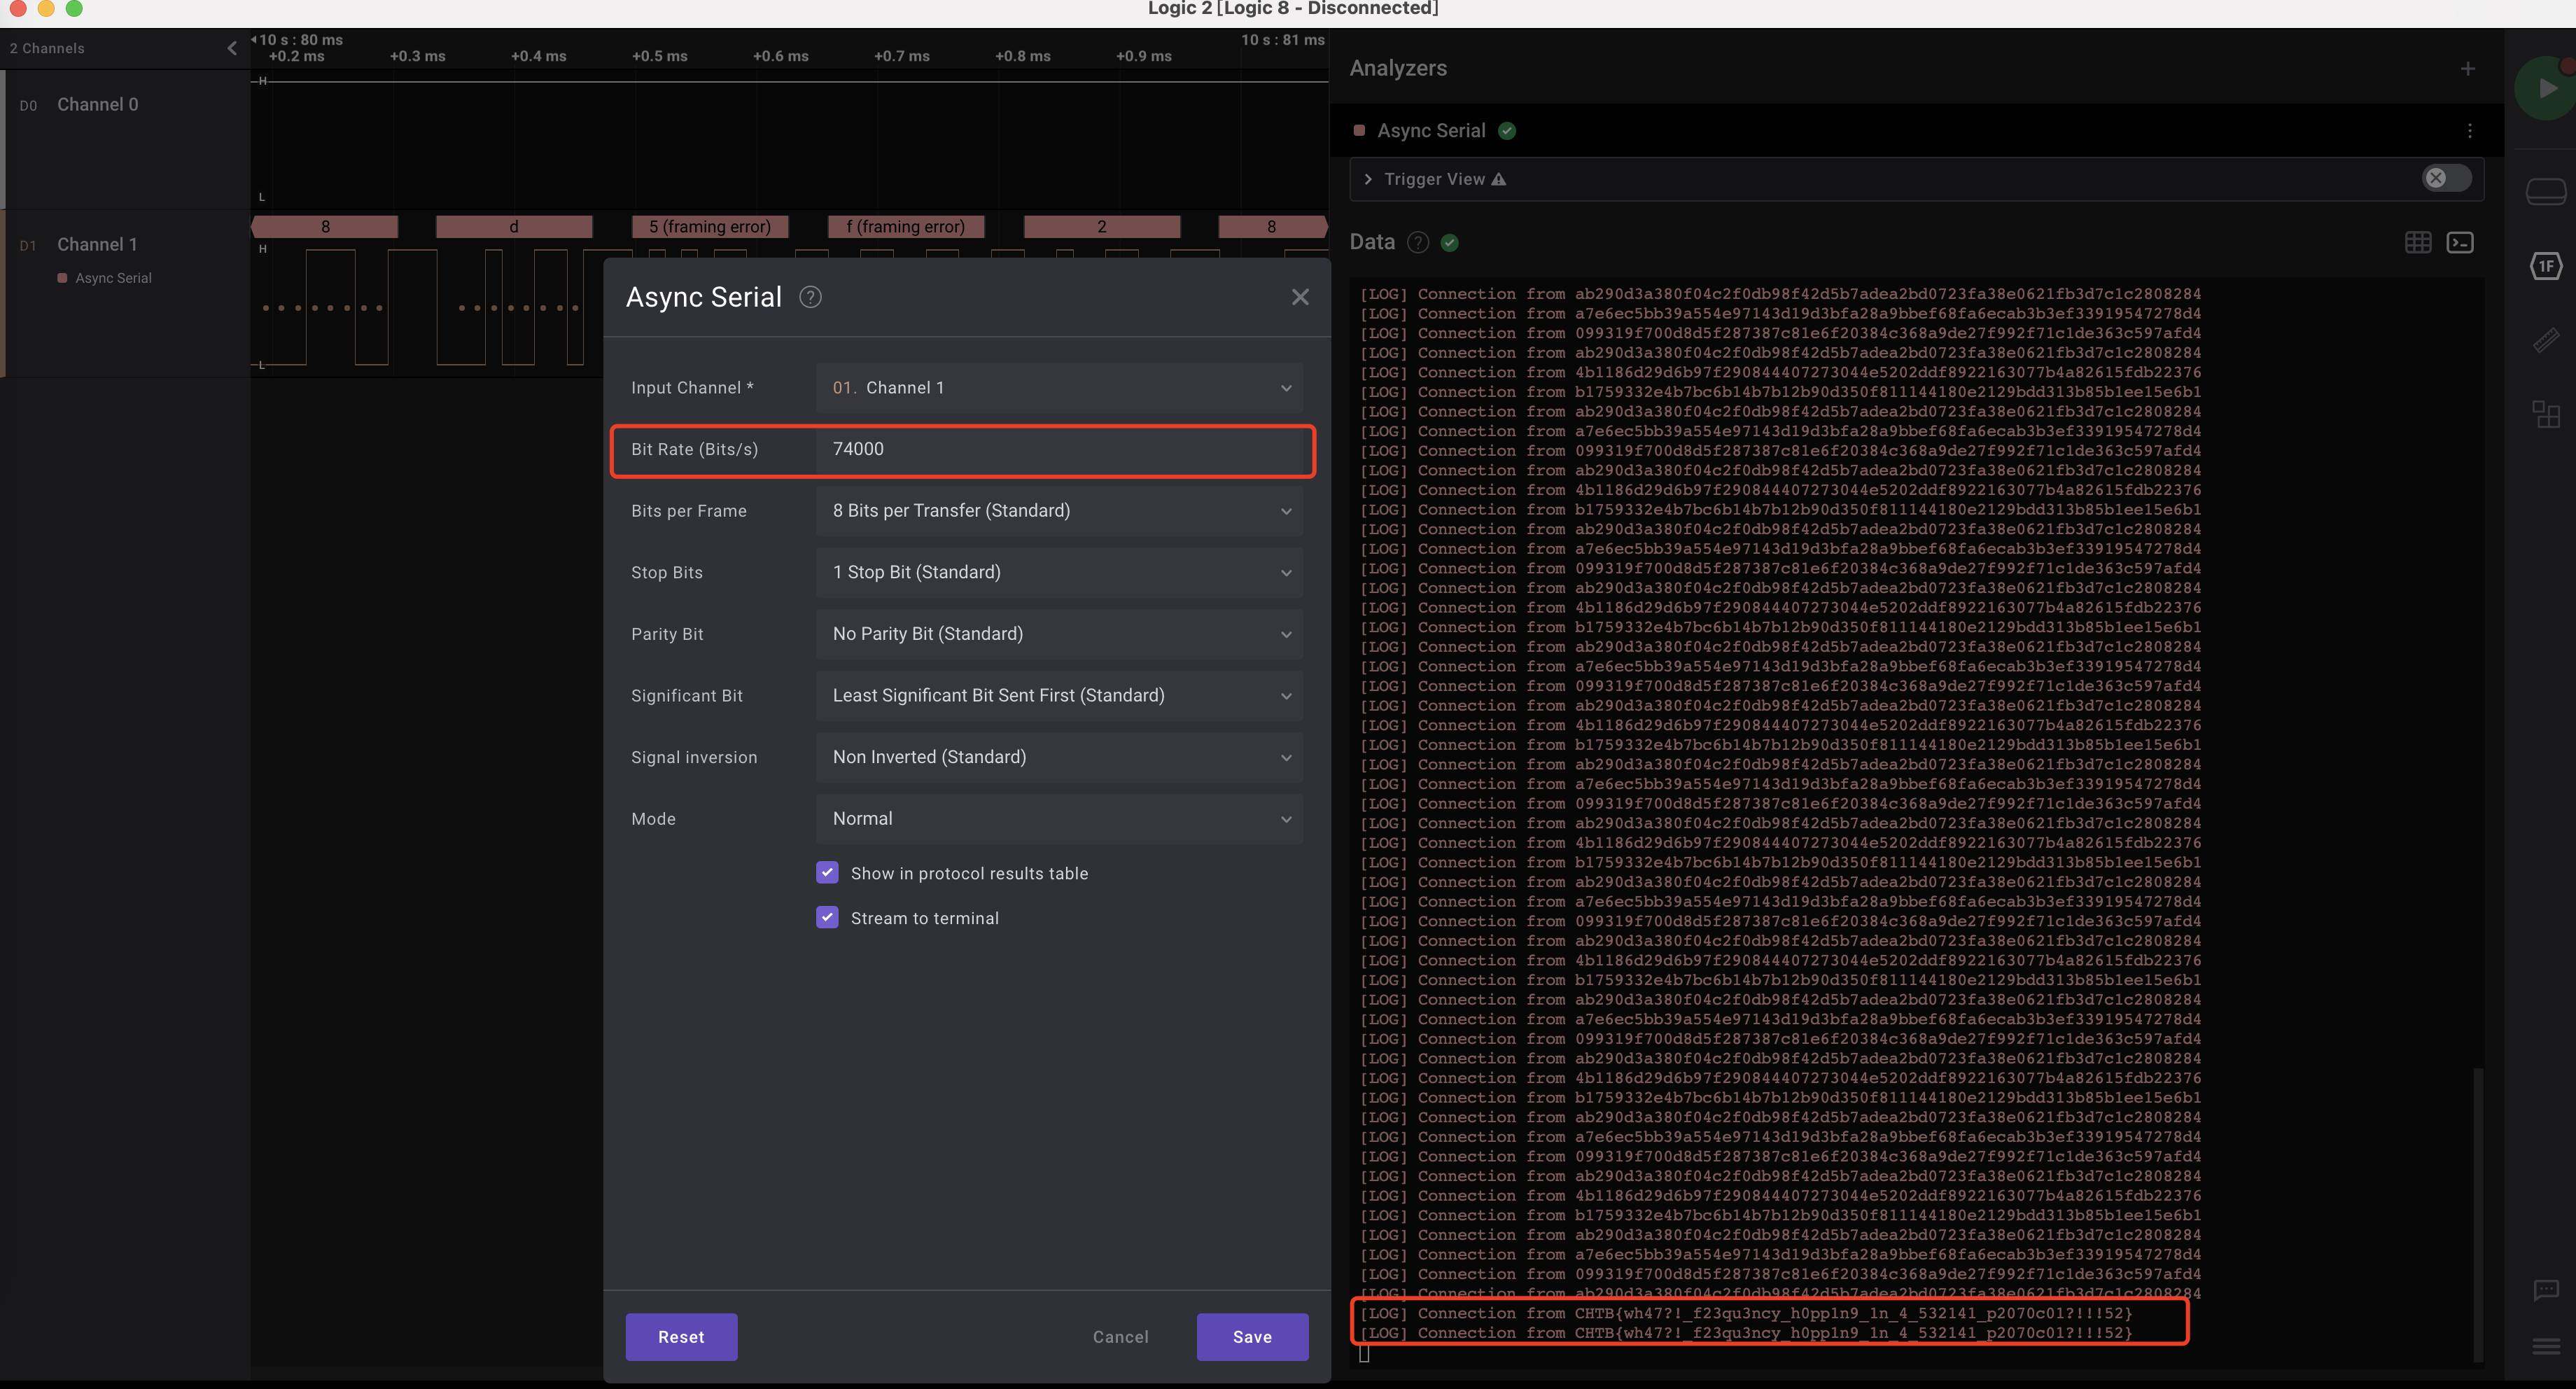 Logic 2 [Logic 8 - Disconnected]
2 Channels
10 s : 80 ms
10 s : 81 ms
+0.2 ms
+0.3 ms
+0.4 ms
+0.5 ms
+0.6 ms
+0.7 ms
+0.8 ms
+0.9 ms
D0 Channel 0
H
L
D1 Channel 1
Async Serial
H
L
8
d
5 (framing error)
f (framing error)
2
8
Async Serial ?
Input Channel * 01. Channel 1
Bit Rate (Bits/s) 74000
Bits per Frame 8 Bits per Transfer (Standard)
Stop Bits 1 Stop Bit (Standard)
Parity Bit No Parity Bit (Standard)
Significant Bit Least Significant Bit Sent First (Standard)
Signal inversion Non Inverted (Standard)
Mode Normal
Show in protocol results table
Stream to terminal
Reset
Cancel
Save
Analyzers
+
Async Serial
Trigger View
Data ?
1F
[LOG] Connection from ab290d3a380f04c2f0db98f42d5b7adea2bd0723fa38e0621fb3d7c1c2808284
[LOG] Connection from a7e6ec5bb39a554e97143d19d3bfa28a9bbef68fa6ecab3b3ef33919547278d4
[LOG] Connection from 099319f700d8d5f287387c81e6f20384c368a9de27f992f71c1de363c597afd4
[LOG] Connection from ab290d3a380f04c2f0db98f42d5b7adea2bd0723fa38e0621fb3d7c1c2808284
[LOG] Connection from 4b1186d29d6b97f290844407273044e5202ddf8922163077b4a82615fdb22376
[LOG] Connection from b1759332e4b7bc6b14b7b12b90d350f811144180e2129bdd313b85b1ee15e6b1
[LOG] Connection from ab290d3a380f04c2f0db98f42d5b7adea2bd0723fa38e0621fb3d7c1c2808284
[LOG] Connection from a7e6ec5bb39a554e97143d19d3bfa28a9bbef68fa6ecab3b3ef33919547278d4
[LOG] Connection from 099319f700d8d5f287387c81e6f20384c368a9de27f992f71c1de363c597afd4
[LOG] Connection from ab290d3a380f04c2f0db98f42d5b7adea2bd0723fa38e0621fb3d7c1c2808284
[LOG] Connection from 4b1186d29d6b97f290844407273044e5202ddf8922163077b4a82615fdb22376
[LOG] Connection from b1759332e4b7bc6b14b7b12b90d350f811144180e2129bdd313b85b1ee15e6b1
[LOG] Connection from ab290d3a380f04c2f0db98f42d5b7adea2bd0723fa38e0621fb3d7c1c2808284
[LOG] Connection from a7e6ec5bb39a554e97143d19d3bfa28a9bbef68fa6ecab3b3ef33919547278d4
[LOG] Connection from 099319f700d8d5f287387c81e6f20384c368a9de27f992f71c1de363c597afd4
[LOG] Connection from ab290d3a380f04c2f0db98f42d5b7adea2bd0723fa38e0621fb3d7c1c2808284
[LOG] Connection from 4b1186d29d6b97f290844407273044e5202ddf8922163077b4a82615fdb22376
[LOG] Connection from b1759332e4b7bc6b14b7b12b90d350f811144180e2129bdd313b85b1ee15e6b1
[LOG] Connection from ab290d3a380f04c2f0db98f42d5b7adea2bd0723fa38e0621fb3d7c1c2808284
[LOG] Connection from a7e6ec5bb39a554e97143d19d3bfa28a9bbef68fa6ecab3b3ef33919547278d4
[LOG] Connection from 099319f700d8d5f287387c81e6f20384c368a9de27f992f71c1de363c597afd4
[LOG] Connection from ab290d3a380f04c2f0db98f42d5b7adea2bd0723fa38e0621fb3d7c1c2808284
[LOG] Connection from 4b1186d29d6b97f290844407273044e5202ddf8922163077b4a82615fdb22376
[LOG] Connection from b1759332e4b7bc6b14b7b12b90d350f811144180e2129bdd313b85b1ee15e6b1
[LOG] Connection from ab290d3a380f04c2f0db98f42d5b7adea2bd0723fa38e0621fb3d7c1c2808284
[LOG] Connection from a7e6ec5bb39a554e97143d19d3bfa28a9bbef68fa6ecab3b3ef33919547278d4
[LOG] Connection from 099319f700d8d5f287387c81e6f20384c368a9de27f992f71c1de363c597afd4
[LOG] Connection from ab290d3a380f04c2f0db98f42d5b7adea2bd0723fa38e0621fb3d7c1c2808284
[LOG] Connection from 4b1186d29d6b97f290844407273044e5202ddf8922163077b4a82615fdb22376
[LOG] Connection from b1759332e4b7bc6b14b7b12b90d350f811144180e2129bdd313b85b1ee15e6b1
[LOG] Connection from ab290d3a380f04c2f0db98f42d5b7adea2bd0723fa38e0621fb3d7c1c2808284
[LOG] Connection from a7e6ec5bb39a554e97143d19d3bfa28a9bbef68fa6ecab3b3ef33919547278d4
[LOG] Connection from 099319f700d8d5f287387c81e6f20384c368a9de27f992f71c1de363c597afd4
[LOG] Connection from ab290d3a380f04c2f0db98f42d5b7adea2bd0723fa38e0621fb3d7c1c2808284
[LOG] Connection from 4b1186d29d6b97f290844407273044e5202ddf8922163077b4a82615fdb22376
[LOG] Connection from b1759332e4b7bc6b14b7b12b90d350f811144180e2129bdd313b85b1ee15e6b1
[LOG] Connection from ab290d3a380f04c2f0db98f42d5b7adea2bd0723fa38e0621fb3d7c1c2808284
[LOG] Connection from a7e6ec5bb39a554e97143d19d3bfa28a9bbef68fa6ecab3b3ef33919547278d4
[LOG] Connection from 099319f700d8d5f287387c81e6f20384c368a9de27f992f71c1de363c597afd4
[LOG] Connection from ab290d3a380f04c2f0db98f42d5b7adea2bd0723fa38e0621fb3d7c1c2808284
[LOG] Connection from 4b1186d29d6b97f290844407273044e5202ddf8922163077b4a82615fdb22376
[LOG] Connection from b1759332e4b7bc6b14b7b12b90d350f811144180e2129bdd313b85b1ee15e6b1
[LOG] Connection from ab290d3a380f04c2f0db98f42d5b7adea2bd0723fa38e0621fb3d7c1c2808284
[LOG] Connection from a7e6ec5bb39a554e97143d19d3bfa28a9bbef68fa6ecab3b3ef33919547278d4
[LOG] Connection from 099319f700d8d5f287387c81e6f20384c368a9de27f992f71c1de363c597afd4
[LOG] Connection from ab290d3a380f04c2f0db98f42d5b7adea2bd0723fa38e0621fb3d7c1c2808284
[LOG] Connection from 4b1186d29d6b97f290844407273044e5202ddf8922163077b4a82615fdb22376
[LOG] Connection from b1759332e4b7bc6b14b7b12b90d350f811144180e2129bdd313b85b1ee15e6b1
[LOG] Connection from ab290d3a380f04c2f0db98f42d5b7adea2bd0723fa38e0621fb3d7c1c2808284
[LOG] Connection from a7e6ec5bb39a554e97143d19d3bfa28a9bbef68fa6ecab3b3ef33919547278d4
[LOG] Connection from 099319f700d8d5f287387c81e6f20384c368a9de27f992f71c1de363c597afd4
[LOG] Connection from ab290d3a380f04c2f0db98f42d5b7adea2bd0723fa38e0621fb3d7c1c2808284
[LOG] Connection from CHTB{wh47?!_f23qu3ncy_h0pp1n9_1n_4_532141_p2070c01?!!!52}
[LOG] Connection from CHTB{wh47?!_f23qu3ncy_h0pp1n9_1n_4_532141_p2070c01?!!!52}